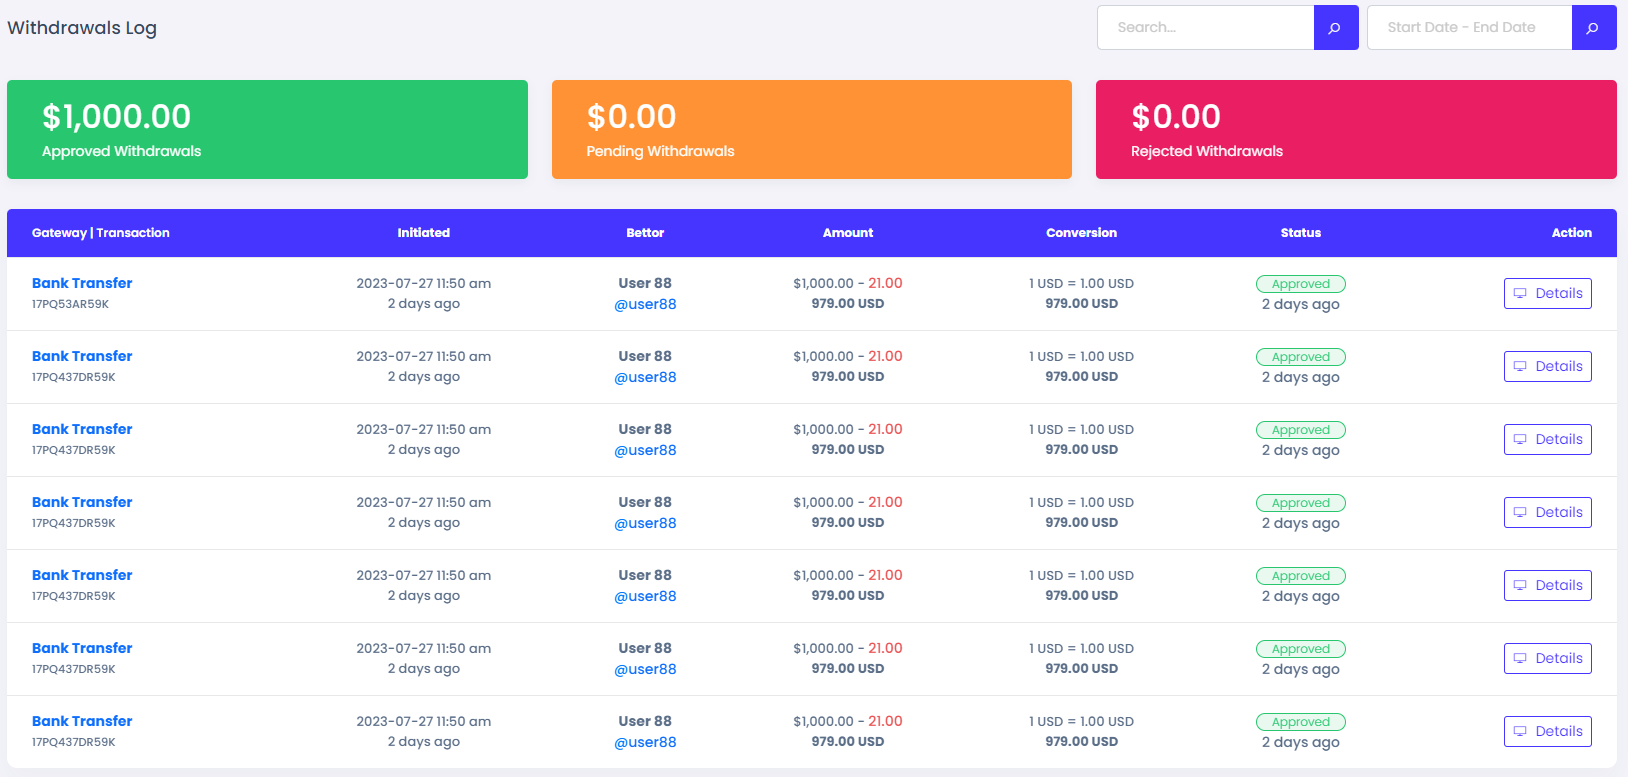 Withdrawals Log
Search...
Start Date - End Date
$1,000.00
Approved Withdrawals
$0.00
Pending Withdrawals
$0.00
Rejected Withdrawals
Gateway | Transaction Initiated Bettor Amount Conversion Status Action
Bank Transfer 2023-07-27 11:50 am User 88 $1,000.00 - 21.00 1 USD = 1.00 USD Approved Details
17PQ53AR59K 2 days ago @user88 979.00 USD 979.00 USD 2 days ago
Bank Transfer 2023-07-27 11:50 am User 88 $1,000.00 - 21.00 1 USD = 1.00 USD Approved Details
17PQ437DR59K 2 days ago @user88 979.00 USD 979.00 USD 2 days ago
Bank Transfer 2023-07-27 11:50 am User 88 $1,000.00 - 21.00 1 USD = 1.00 USD Approved Details
17PQ437DR59K 2 days ago @user88 979.00 USD 979.00 USD 2 days ago
Bank Transfer 2023-07-27 11:50 am User 88 $1,000.00 - 21.00 1 USD = 1.00 USD Approved Details
17PQ437DR59K 2 days ago @user88 979.00 USD 979.00 USD 2 days ago
Bank Transfer 2023-07-27 11:50 am User 88 $1,000.00 - 21.00 1 USD = 1.00 USD Approved Details
17PQ437DR59K 2 days ago @user88 979.00 USD 979.00 USD 2 days ago
Bank Transfer 2023-07-27 11:50 am User 88 $1,000.00 - 21.00 1 USD = 1.00 USD Approved Details
17PQ437DR59K 2 days ago @user88 979.00 USD 979.00 USD 2 days ago
Bank Transfer 2023-07-27 11:50 am User 88 $1,000.00 - 21.00 1 USD = 1.00 USD Approved Details
17PQ437DR59K 2 days ago @user88 979.00 USD 979.00 USD 2 days ago